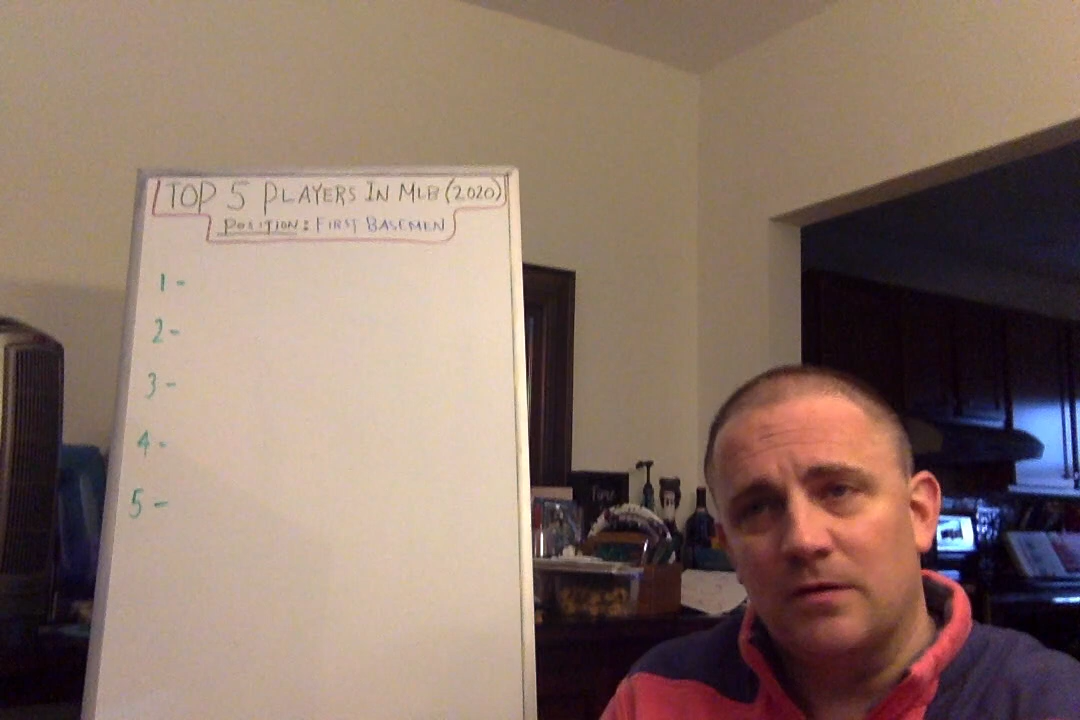 TOP 5 PLAYERS IN MLB (2020)
POSITION: FIRST BASEMEN
1-
2-
3-
4-
5-